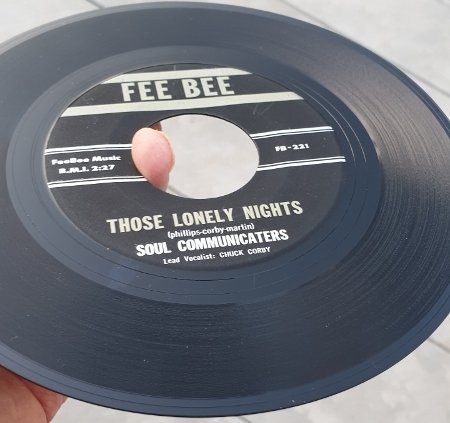 FEE BEE
FeeBee Music
B.M.I. 2:27
FB-221
THOSE LONELY NIGHTS
(phillips-corby-martin)
SOUL COMMUNICATERS
Lead Vocalist: CHUCK CORBY